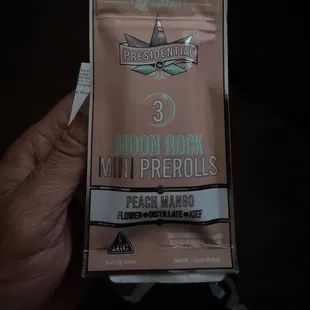 PRESIDENTIAL
3
MOON ROCK
MINI PREROLLS
PEACH MANGO
FLOWER • DISTILLATE • KIEF